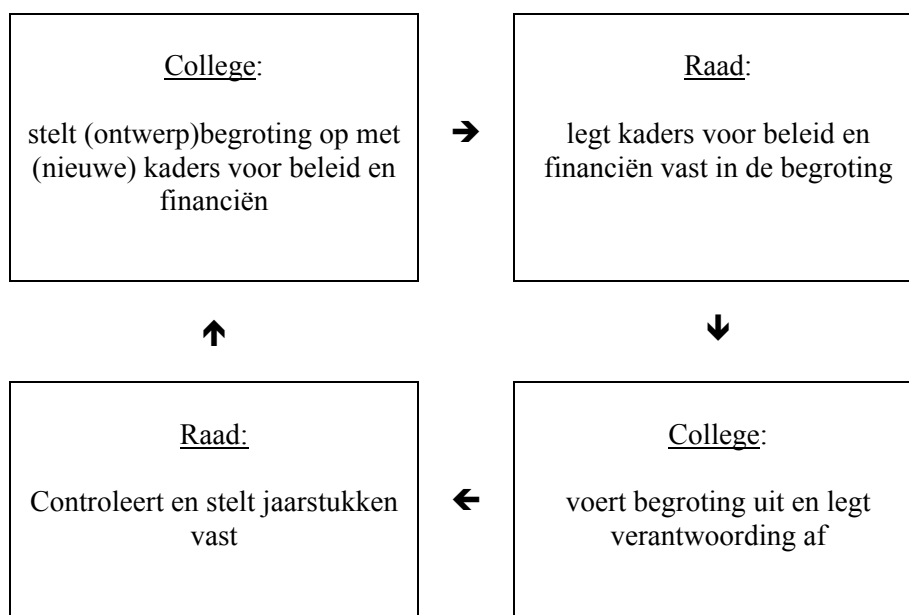 College:
stelt (ontwerp)begroting op met
(nieuwe) kaders voor beleid en
financiën
Raad:
legt kaders voor beleid en
financiën vast in de begroting
Raad:
Controleert en stelt jaarstukken
vast
College:
voert begroting uit en legt
verantwoording af